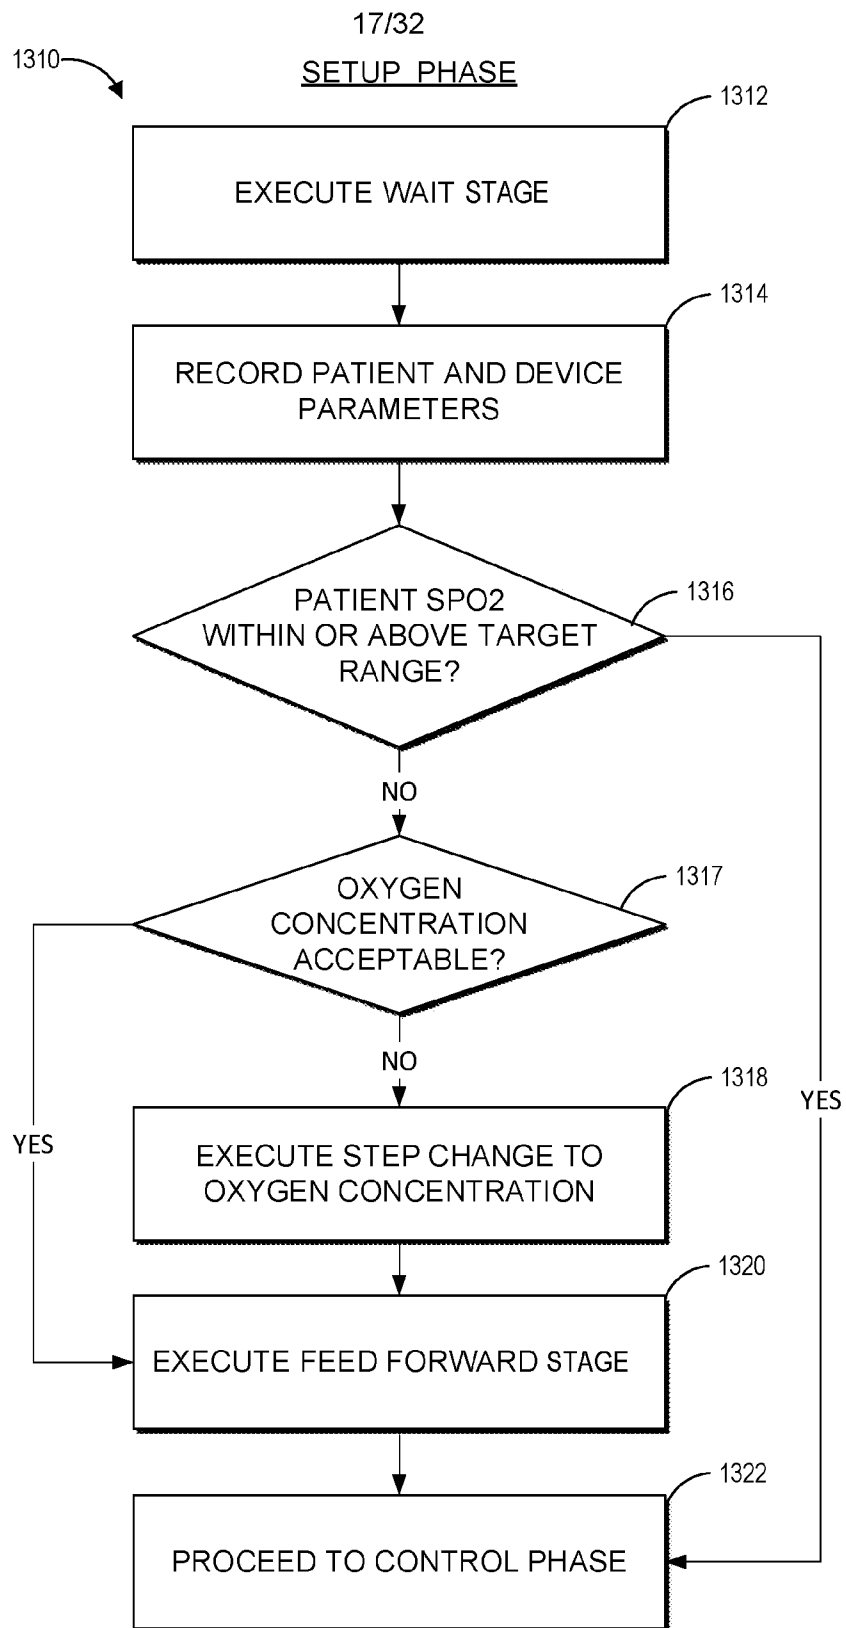 17/32
1310
SETUP PHASE
1312
EXECUTE WAIT STAGE
1314
RECORD PATIENT AND DEVICE
PARAMETERS
1316
PATIENT SPO2
WITHIN OR ABOVE TARGET
RANGE?
NO
1317
OXYGEN
CONCENTRATION
ACCEPTABLE?
NO
1318
YES
YES
EXECUTE STEP CHANGE TO
OXYGEN CONCENTRATION
1320
EXECUTE FEED FORWARD STAGE
1322
PROCEED TO CONTROL PHASE